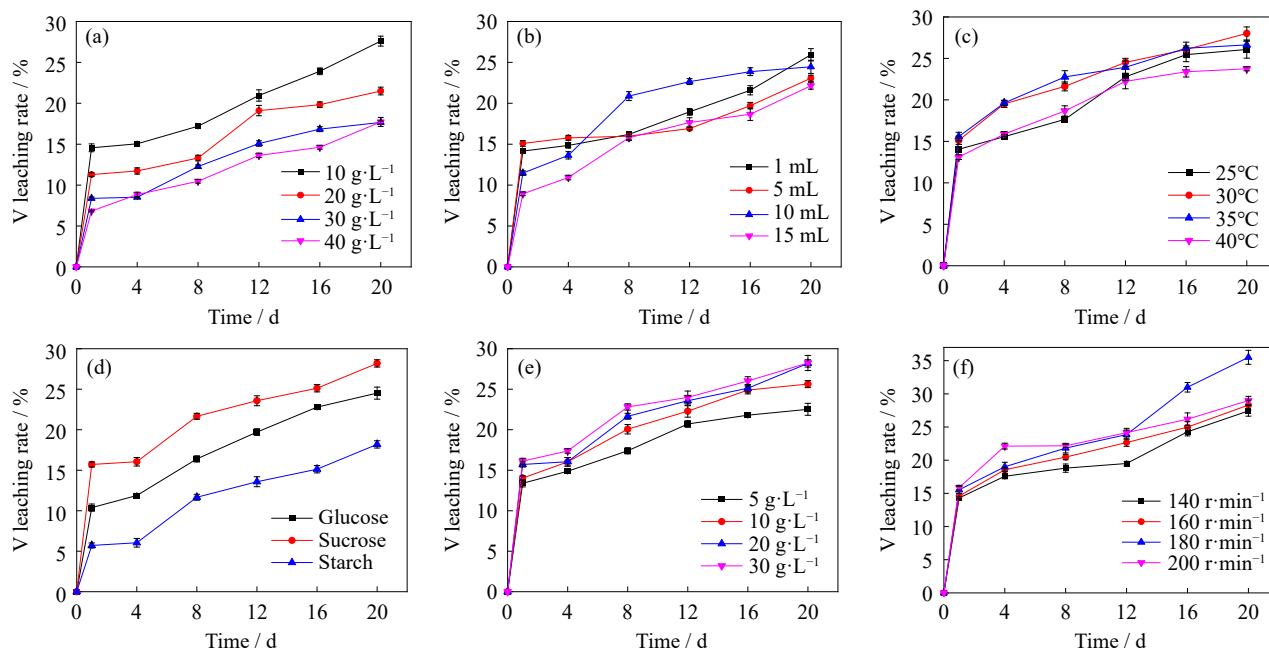 (a)
V leaching rate / %
30
25
20
15
10
5
0
10 g·L⁻¹
20 g·L⁻¹
30 g·L⁻¹
40 g·L⁻¹
0 4 8 12 16 20
Time / d
(b)
V leaching rate / %
30
25
20
15
10
5
0
1 mL
5 mL
10 mL
15 mL
0 4 8 12 16 20
Time / d
(c)
V leaching rate / %
30
25
20
15
10
5
0
25°C
30°C
35°C
40°C
0 4 8 12 16 20
Time / d
(d)
V leaching rate / %
30
25
20
15
10
5
0
Glucose
Sucrose
Starch
0 4 8 12 16 20
Time / d
(e)
V leaching rate / %
30
25
20
15
10
5
0
5 g·L⁻¹
10 g·L⁻¹
20 g·L⁻¹
30 g·L⁻¹
0 4 8 12 16 20
Time / d
(f)
V leaching rate / %
35
30
25
20
15
10
5
0
140 r·min⁻¹
160 r·min⁻¹
180 r·min⁻¹
200 r·min⁻¹
0 4 8 12 16 20
Time / d